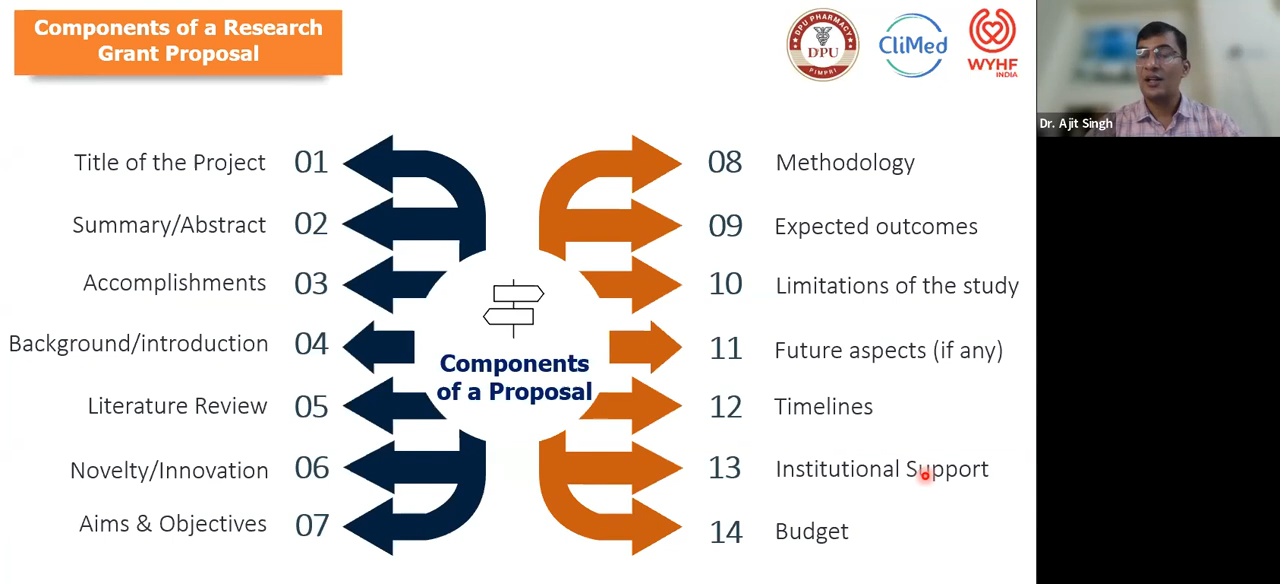 Components of a Research
Grant Proposal
DPU PHARMACY
DPU
PIMPRI
CliMed
WYHF
INDIA
Dr. Ajit Singh
Title of the Project 01
Summary/Abstract 02
Accomplishments 03
Background/introduction 04
Literature Review 05
Novelty/Innovation 06
Aims & Objectives 07
Components
of a Proposal
08 Methodology
09 Expected outcomes
10 Limitations of the study
11 Future aspects (if any)
12 Timelines
13 Institutional Support
14 Budget